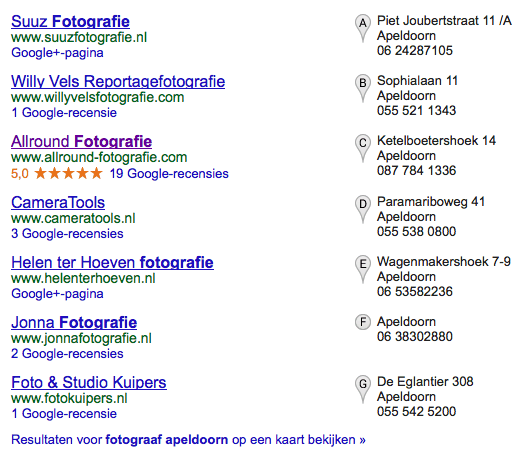 Suuz Fotografie
www.suuzfotografie.nl
Google+-pagina
A
Piet Joubertstraat 11 /A
Apeldoorn
06 24287105
Willy Vels Reportagefotografie
www.willyvelsfotografie.com
1 Google-recensie
B
Sophialaan 11
Apeldoorn
055 521 1343
Allround Fotografie
www.allround-fotografie.com
5,0 ★★★★★ 19 Google-recensies
C
Ketelboetershoek 14
Apeldoorn
087 784 1336
CameraTools
www.cameratools.nl
3 Google-recensies
D
Paramariboweg 41
Apeldoorn
055 538 0800
Helen ter Hoeven fotografie
www.helenterhoeven.nl
Google+-pagina
E
Wagenmakershoek 7-9
Apeldoorn
06 53582236
Jonna Fotografie
www.jonnafotografie.nl
2 Google-recensies
F
Apeldoorn
06 38302880
Foto & Studio Kuipers
www.fotokuipers.nl
1 Google-recensie
G
De Eglantier 308
Apeldoorn
055 542 5200
Resultaten voor fotograaf apeldoorn op een kaart bekijken »